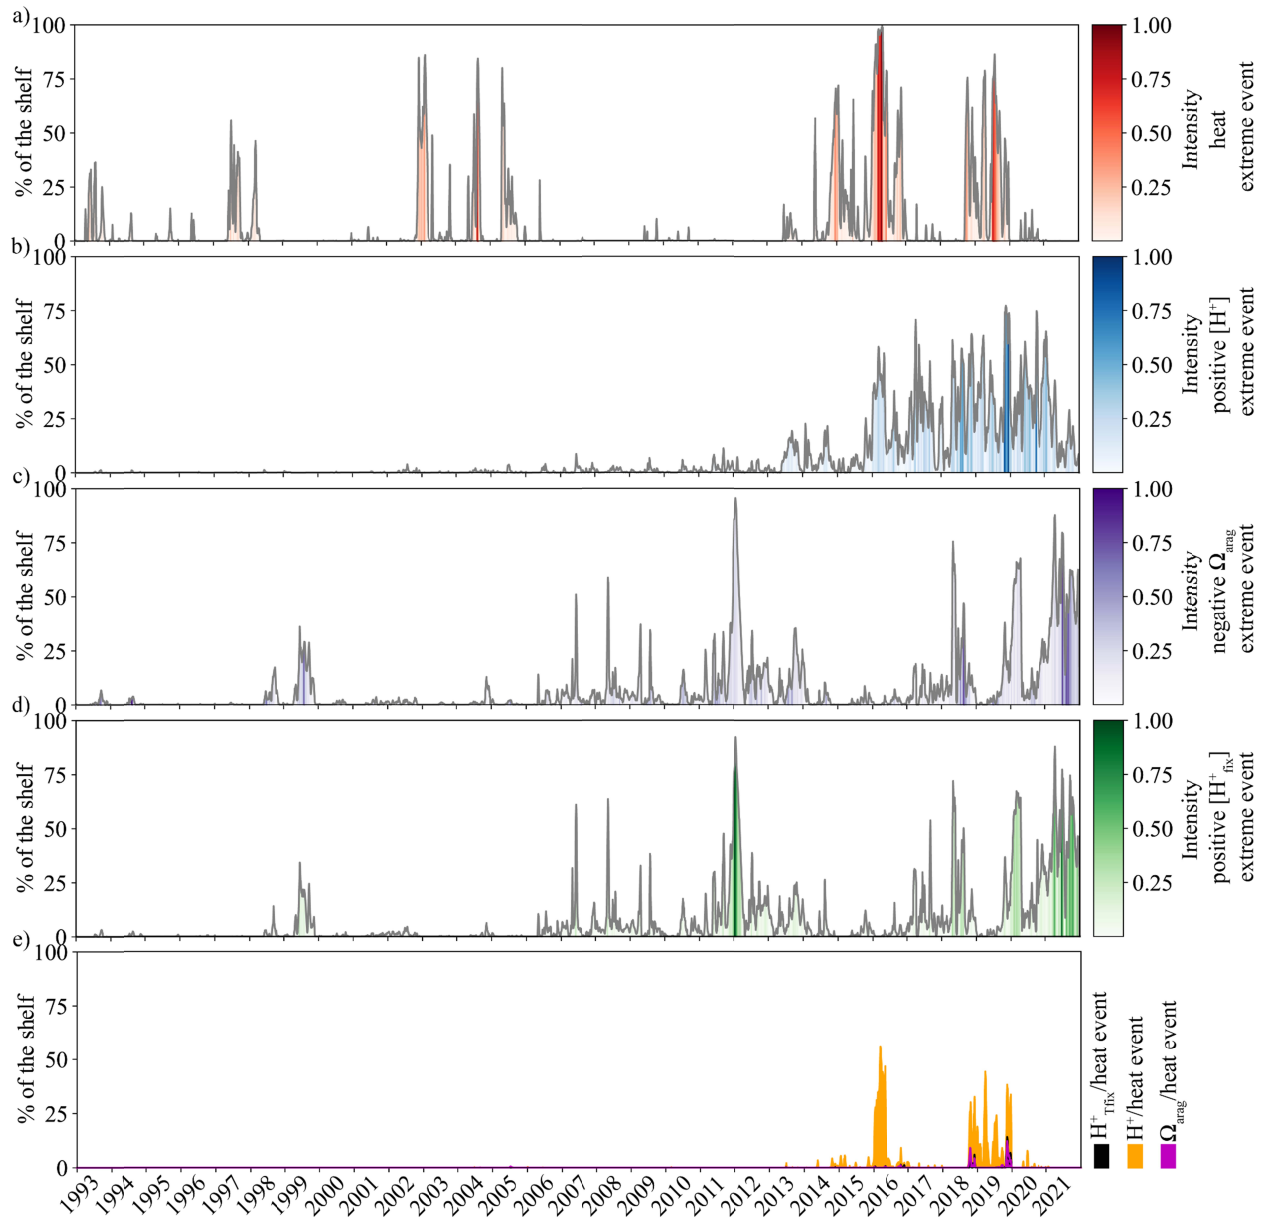 a)
100
75
50
25
0
% of the shelf
1.00
0.75
0.50
0.25
Intensity
heat
extreme event
b)
100
75
50
25
0
% of the shelf
1.00
0.75
0.50
0.25
Intensity
positive [H⁺]
extreme event
c)
100
75
50
25
0
% of the shelf
1.00
0.75
0.50
0.25
Intensity
negative Ωarag
extreme event
d)
100
75
50
25
0
% of the shelf
1.00
0.75
0.50
0.25
Intensity
positive [H⁺fix]
extreme event
e)
100
75
50
25
0
% of the shelf
1993 1994 1995 1996 1997 1998 1999 2000 2001 2002 2003 2004 2005 2006 2007 2008 2009 2010 2011 2012 2013 2014 2015 2016 2017 2018 2019 2020 2021
H⁺Tfix/heat event
H⁺/heat event
Ωarag/heat event